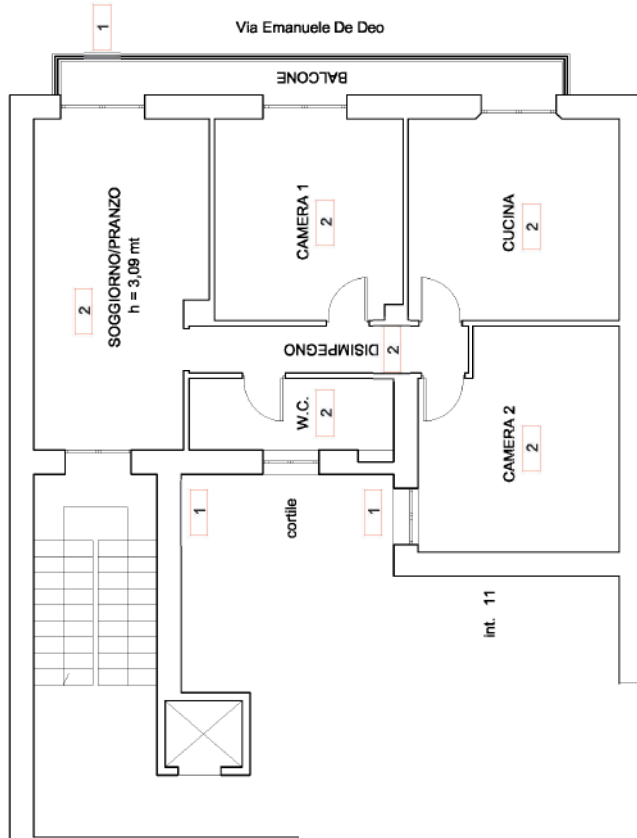 1
Via Emanuele De Deo
BALCONE
SOGGIORNO/PRANZO
h = 3,09 mt
2
CAMERA 1
2
CUCINA
2
DISIMPEGNO
2
W.C.
2
CAMERA 2
2
1
cortile
1
int. 11